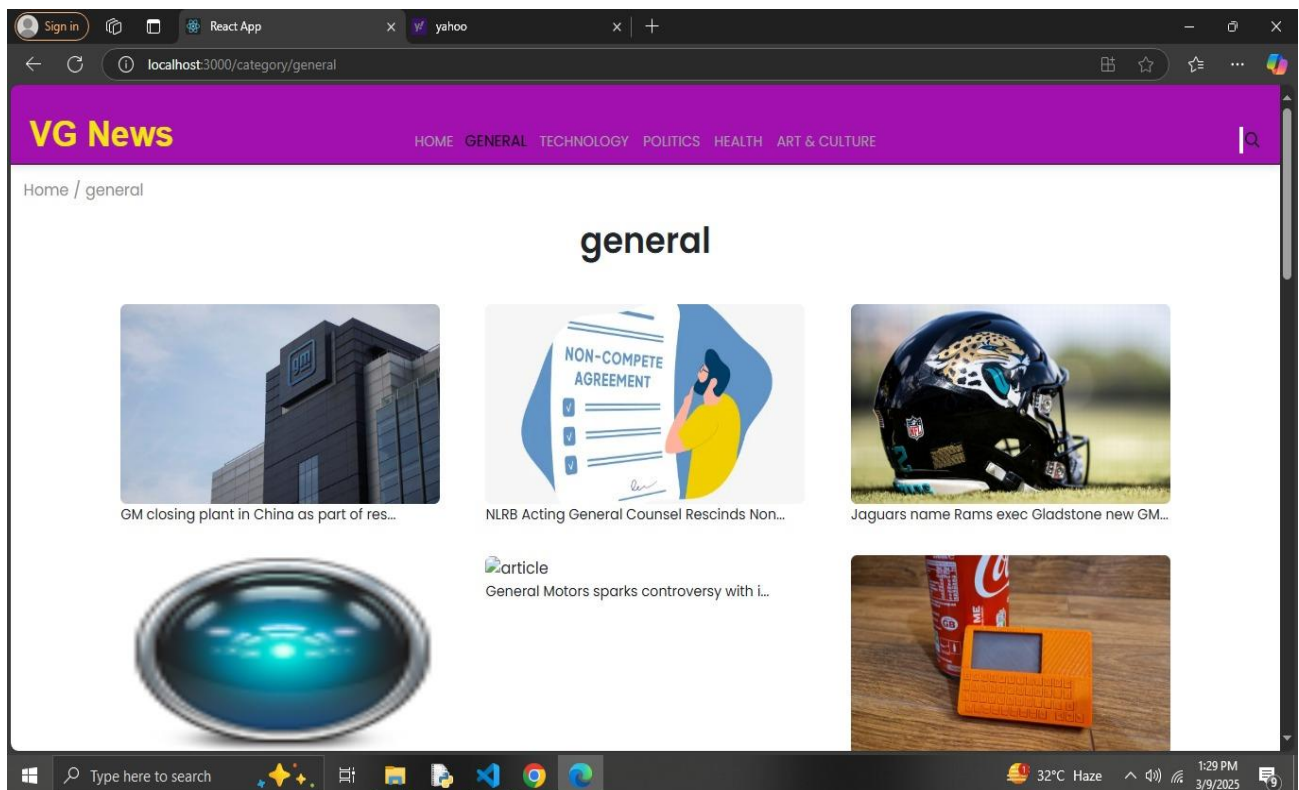 Sign in
React App
yahoo
localhost:3000/category/general
VG News
HOME GENERAL TECHNOLOGY POLITICS HEALTH ART & CULTURE
Home / general
general
gm
NON-COMPETE
AGREEMENT
GM closing plant in China as part of res...
NLRB Acting General Counsel Rescinds Non...
Jaguars name Rams exec Gladstone new GM...
article
General Motors sparks controversy with i...
Type here to search
32°C Haze
1:29 PM
3/9/2025